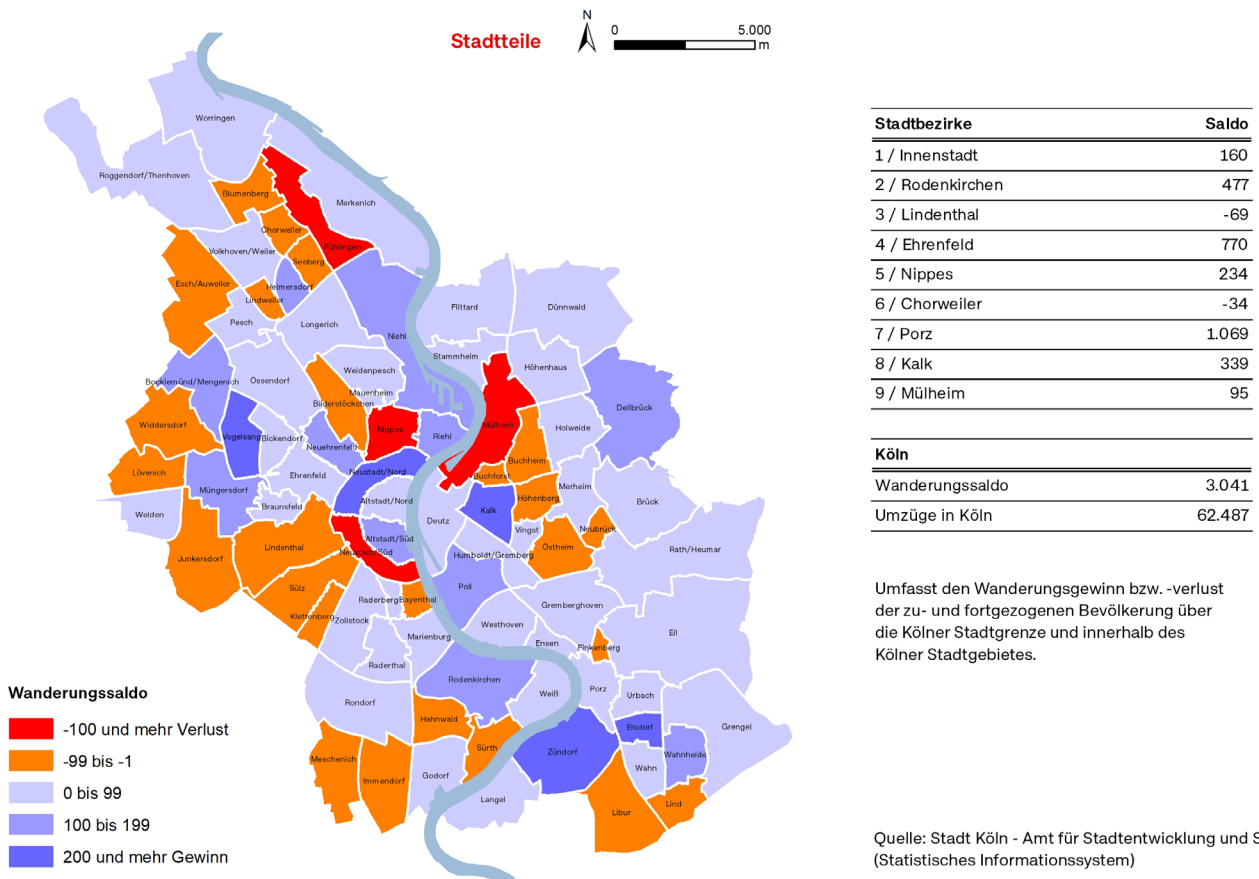 N
0 5.000
m
Stadtteile
Worringen
Roggendorf/Thenhoven
Blumenberg
Merkenich
Chorweiler
Fühlingen
Volkhoven/Weiler
Seeberg
Esch/Auweiler
Heimersdorf
Lindweiler
Pesch
Longerich
Niehl
Flittard
Dünnwald
Stammheim
Höhenhaus
Weidenpesch
Bocklemünd/Mengenich
Ossendorf
Mauenheim
Bilderstöckchen
Dellbrück
Widdersdorf
Vogelsang
Bickendorf
Nippes
Riehl
Mülheim
Holweide
Neuehrenfeld
Buchheim
Lövenich
Ehrenfeld
Neustadt/Nord
Buchforst
Müngersdorf
Merheim
Höhenberg
Altstadt/Nord
Braunsfeld
Brück
Weiden
Kalk
Deutz
Vingst
Neubrück
Altstadt/Süd
Lindenthal
Neustadt/Süd
Ostheim
Rath/Heumar
Junkersdorf
Humboldt/Gremberg
Sülz
Poll
Raderberg
Bayenthal
Gremberghoven
Klettenberg
Zollstock
Westhoven
Marienburg
Eil
Ensen
Finkenberg
Raderthal
Rodenkirchen
Weiß
Porz
Urbach
Rondorf
Hahnwald
Elsdorf
Grengel
Sürth
Zündorf
Wahnheide
Meschenich
Wahn
Immendorf
Godorf
Langel
Lind
Libur
Wanderungssaldo
-100 und mehr Verlust
-99 bis -1
0 bis 99
100 bis 199
200 und mehr Gewinn
Stadtbezirke Saldo
1 / Innenstadt 160
2 / Rodenkirchen 477
3 / Lindenthal -69
4 / Ehrenfeld 770
5 / Nippes 234
6 / Chorweiler -34
7 / Porz 1.069
8 / Kalk 339
9 / Mülheim 95
Köln
Wanderungssaldo 3.041
Umzüge in Köln 62.487
Umfasst den Wanderungsgewinn bzw. -verlust
der zu- und fortgezogenen Bevölkerung über
die Kölner Stadtgrenze und innerhalb des
Kölner Stadtgebietes.
Quelle: Stadt Köln - Amt für Stadtentwicklung und S
(Statistisches Informationssystem)